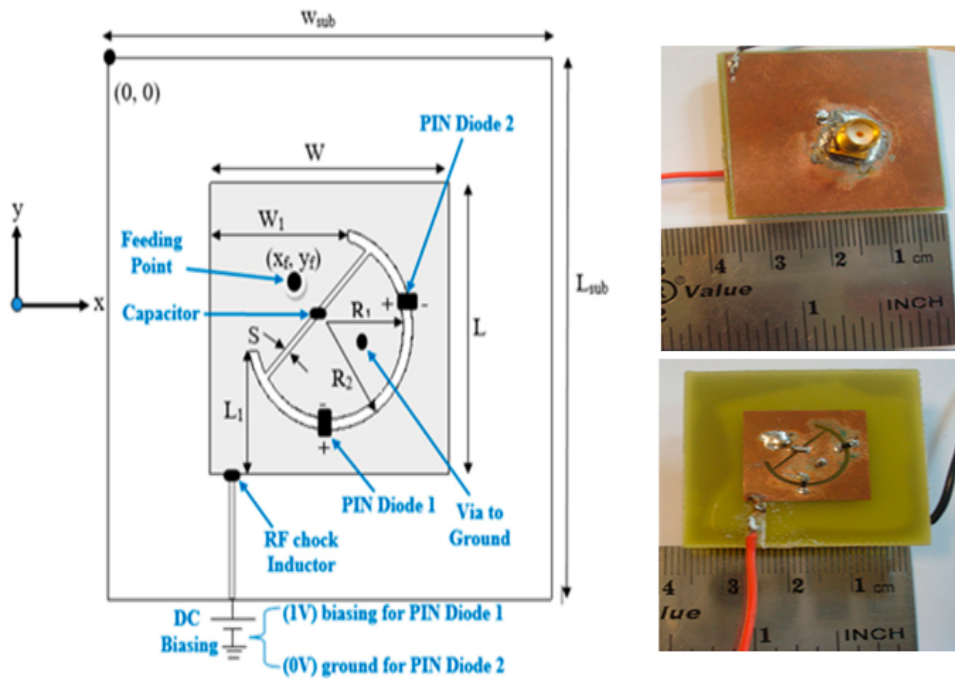 Wsub
(0, 0)
PIN Diode 2
W
y
W1
Feeding
Point
(xf, yf)
x
Capacitor
+ -
R1
Lsub
S
L
R2
L1
-
+
PIN Diode 1
Via to
Ground
RF chock
Inductor
DC
Biasing
(1V) biasing for PIN Diode 1
(0V) ground for PIN Diode 2
4 3 2 1 cm
® Value
1 INCH
4 3 2 1 cm
lue
1 INCH